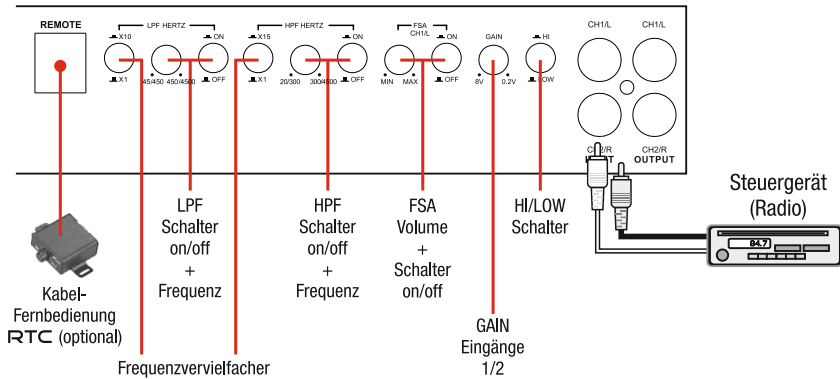 REMOTE
LPF HERTZ
HPF HERTZ
FSA
CH1/L
CH1/L
CH1/L
X10
ON
X15
ON
ON
GAIN
HI
X1
45/450
450/4500
OFF
X1
20/300
300/4500
OFF
MIN
MAX
OFF
8V
0.2V
LOW
CH2/R
CH2/R
INPUT
OUTPUT
LPF
Schalter
on/off
+
Frequenz
HPF
Schalter
on/off
+
Frequenz
FSA
Volume
+
Schalter
on/off
HI/LOW
Schalter
Steuergerät
(Radio)
84.7
Kabel-
Fernbedienung
RTC (optional)
GAIN
Eingänge
1/2
Frequenzvervielfacher